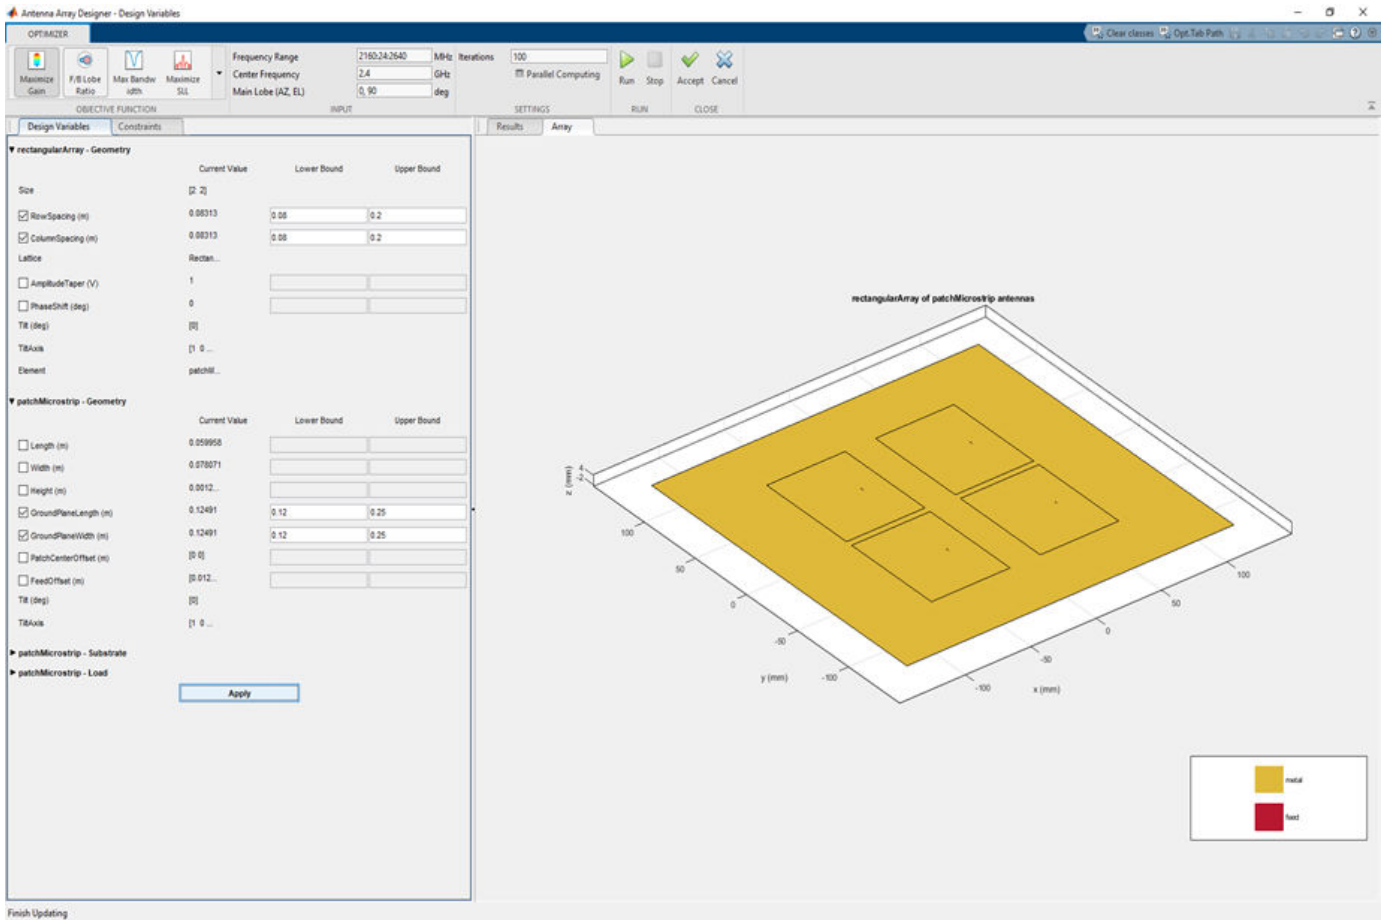 Antenna Array Designer - Design Variables
OPTIMIZER
Clear classes Opt.Tab Path
Maximize Gain
F/B Lobe Ratio
Max Bandw idth
Maximize SLL
OBJECTIVE FUNCTION
Frequency Range 2160:24:2640 MHz
Center Frequency 2.4 GHz
Main Lobe (AZ, EL) 0, 90 deg
INPUT
Iterations 100
Parallel Computing
SETTINGS
Run Stop
RUN
Accept Cancel
CLOSE
Design Variables Constraints
rectangularArray - Geometry
Current Value Lower Bound Upper Bound
Size [2 2]
RowSpacing (m) 0.08313 0.08 0.2
ColumnSpacing (m) 0.08313 0.08 0.2
Lattice Rectan...
AmplitudeTaper (V) 1
PhaseShift (deg) 0
Tilt (deg) [0]
TiltAxis [1 0 ...
Element patchM...
patchMicrostrip - Geometry
Current Value Lower Bound Upper Bound
Length (m) 0.059958
Width (m) 0.078071
Height (m) 0.0012...
GroundPlaneLength (m) 0.12491 0.12 0.25
GroundPlaneWidth (m) 0.12491 0.12 0.25
PatchCenterOffset (m) [0 0]
FeedOffset (m) [0.012...
Tilt (deg) [0]
TiltAxis [1 0 ...
patchMicrostrip - Substrate
patchMicrostrip - Load
Apply
Results Array
rectangularArray of patchMicrostrip antennas
z (mm)
4
-2
100
50
0
-50
-100
y (mm)
100
50
0
-50
-100
x (mm)
metal
feed
Finish Updating